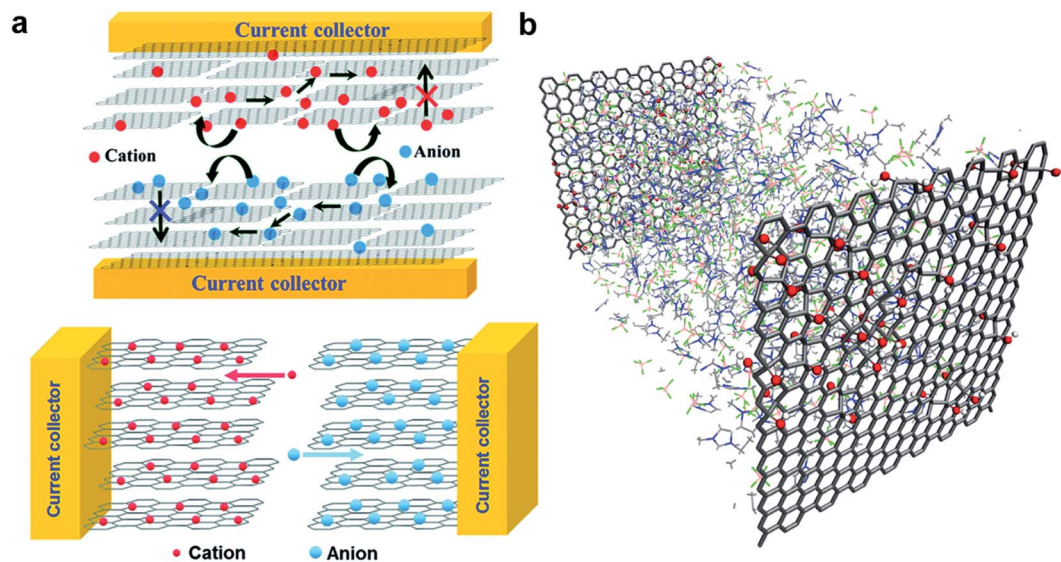 a
b
Current collector
Cation
Anion
Current collector
Current collector
Current collector
Cation
Anion